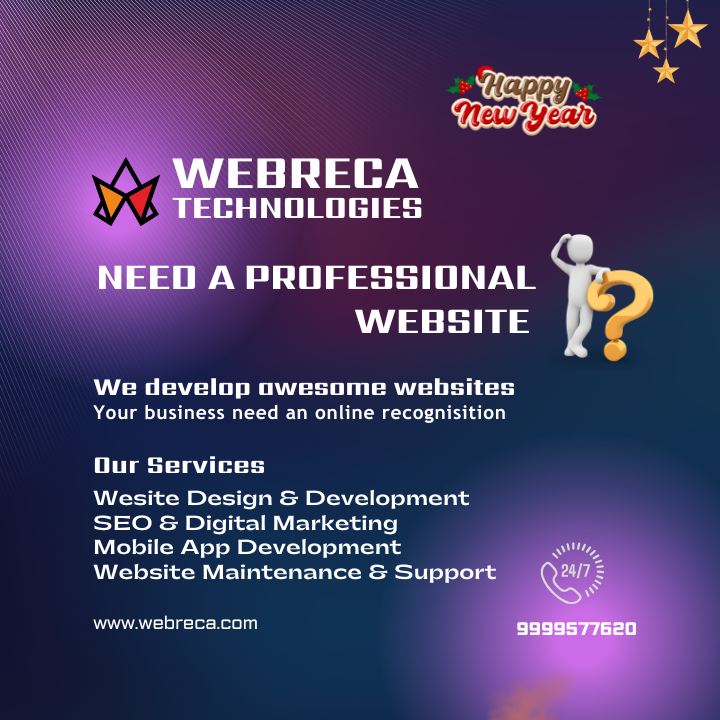 Happy
New Year
WEBRECA
TECHNOLOGIES
NEED A PROFESSIONAL
WEBSITE
?
We develop awesome websites
Your business need an online recognisition
Our Services
Wesite Design & Development
SEO & Digital Marketing
Mobile App Development
Website Maintenance & Support
24/7
www.webreca.com
9999577620